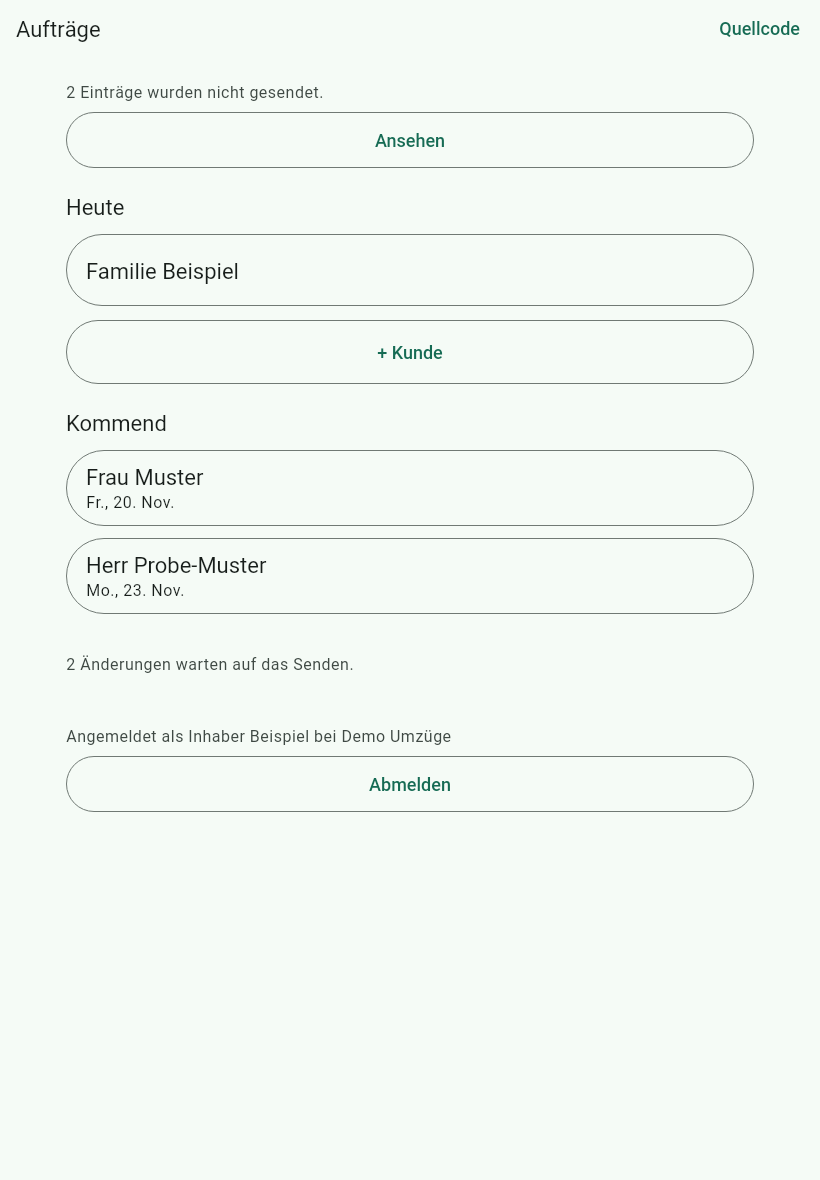 Aufträge
Quellcode
2 Einträge wurden nicht gesendet.
Ansehen
Heute
Familie Beispiel
+ Kunde
Kommend
Frau Muster
Fr., 20. Nov.
Herr Probe-Muster
Mo., 23. Nov.
2 Änderungen warten auf das Senden.
Angemeldet als Inhaber Beispiel bei Demo Umzüge
Abmelden